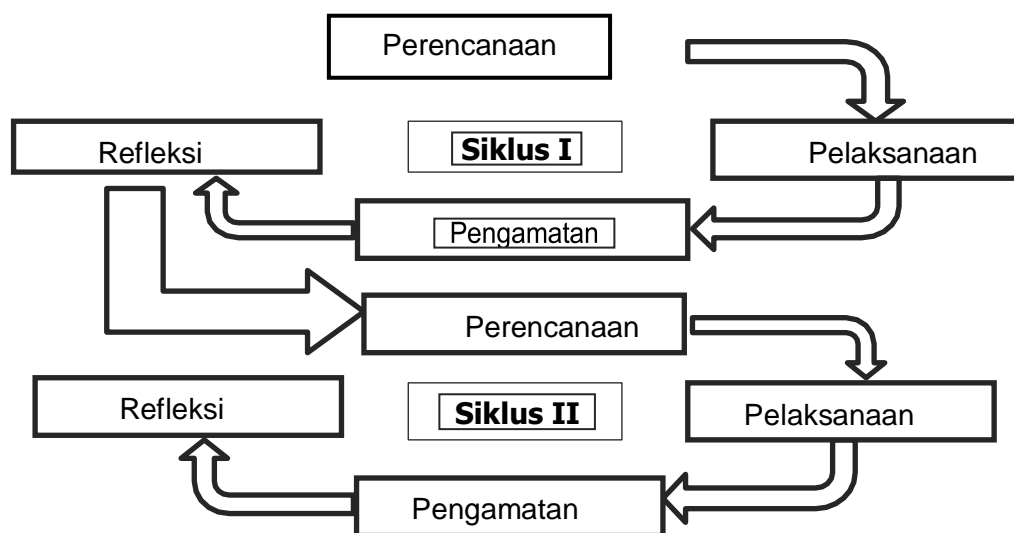 Perencanaan
Refleksi
Siklus I
Pelaksanaan
Pengamatan
Perencanaan
Refleksi
Siklus II
Pelaksanaan
Pengamatan